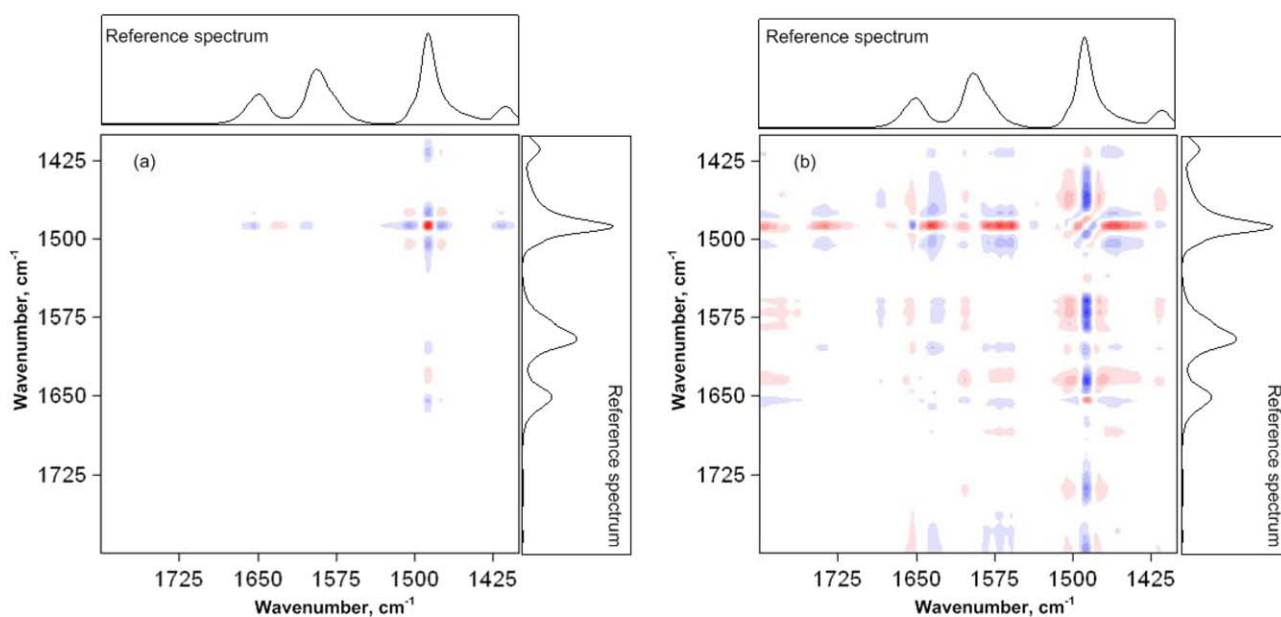 Reference spectrum
(a)
1425
1500
1575
1650
1725
Wavenumber, cm-1
Reference spectrum
1725 1650 1575 1500 1425
Wavenumber, cm-1
Reference spectrum
(b)
1425
1500
1575
1650
1725
Wavenumber, cm-1
Reference spectrum
1725 1650 1575 1500 1425
Wavenumber, cm-1